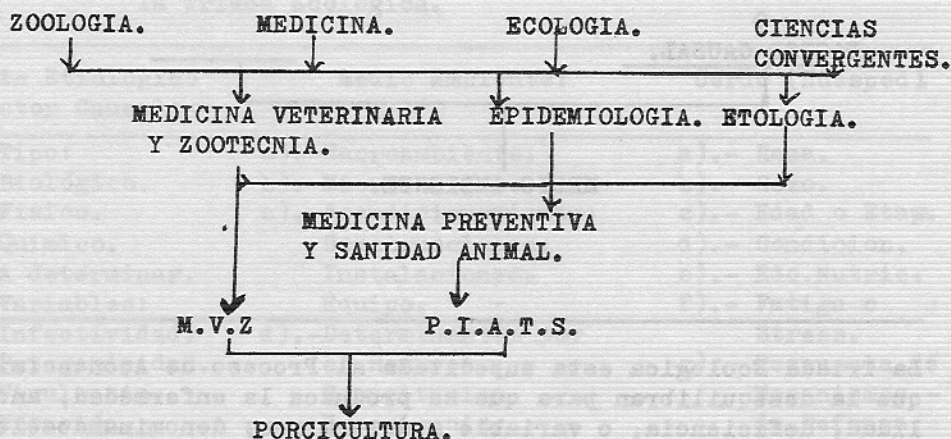 ZOOLOGIA. MEDICINA. ECOLOGIA. CIENCIAS
CONVERGENTES.
MEDICINA VETERINARIA EPIDEMIOLOGIA. ETOLOGIA.
Y ZOOTECNIA.
MEDICINA PREVENTIVA
Y SANIDAD ANIMAL.
M.V.Z P.I.A.T.S.
PORCICULTURA.